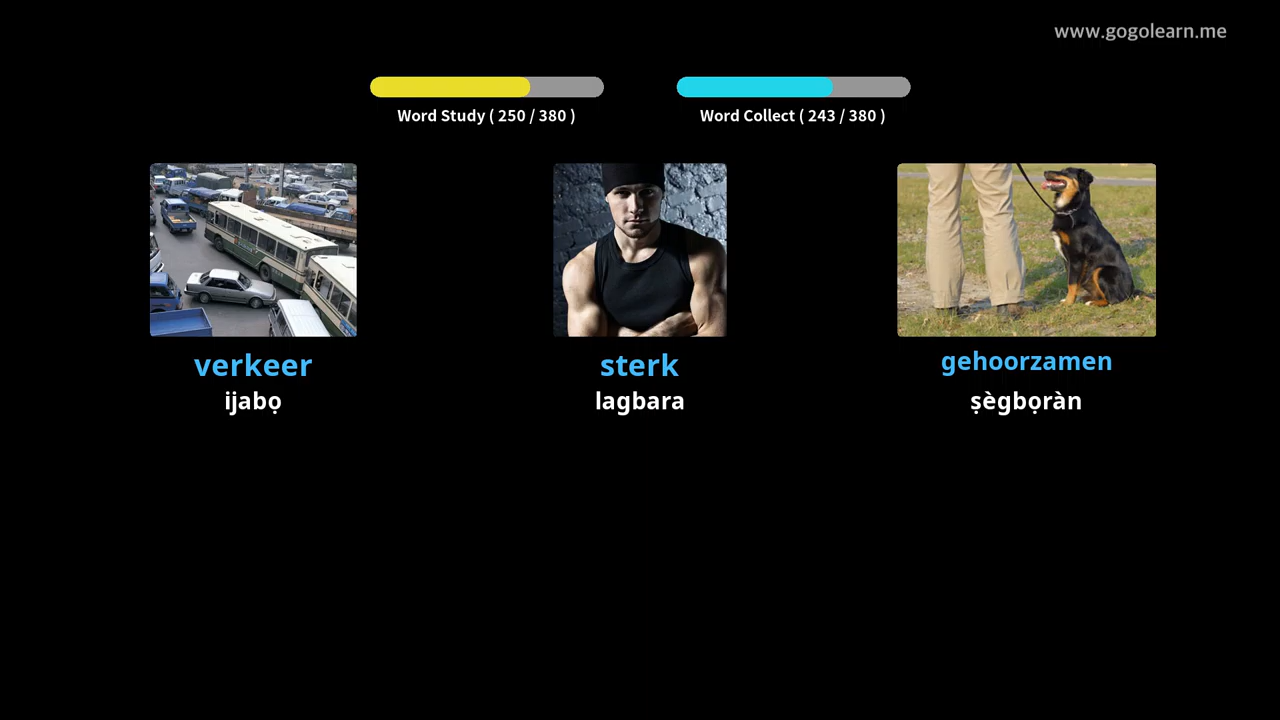 www.gogolearn.me
Word Study ( 250 / 380 )
Word Collect ( 243 / 380 )
verkeer
ijabọ
sterk
lagbara
gehoorzamen
ṣègbọràn